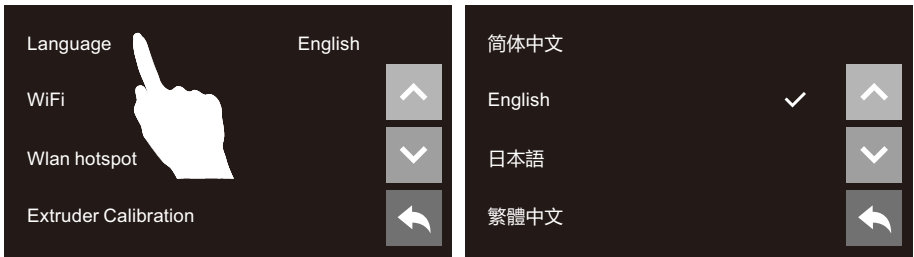 Language English
WiFi
Wlan hotspot
Extruder Calibration
简体中文
English
日本語
繁體中文